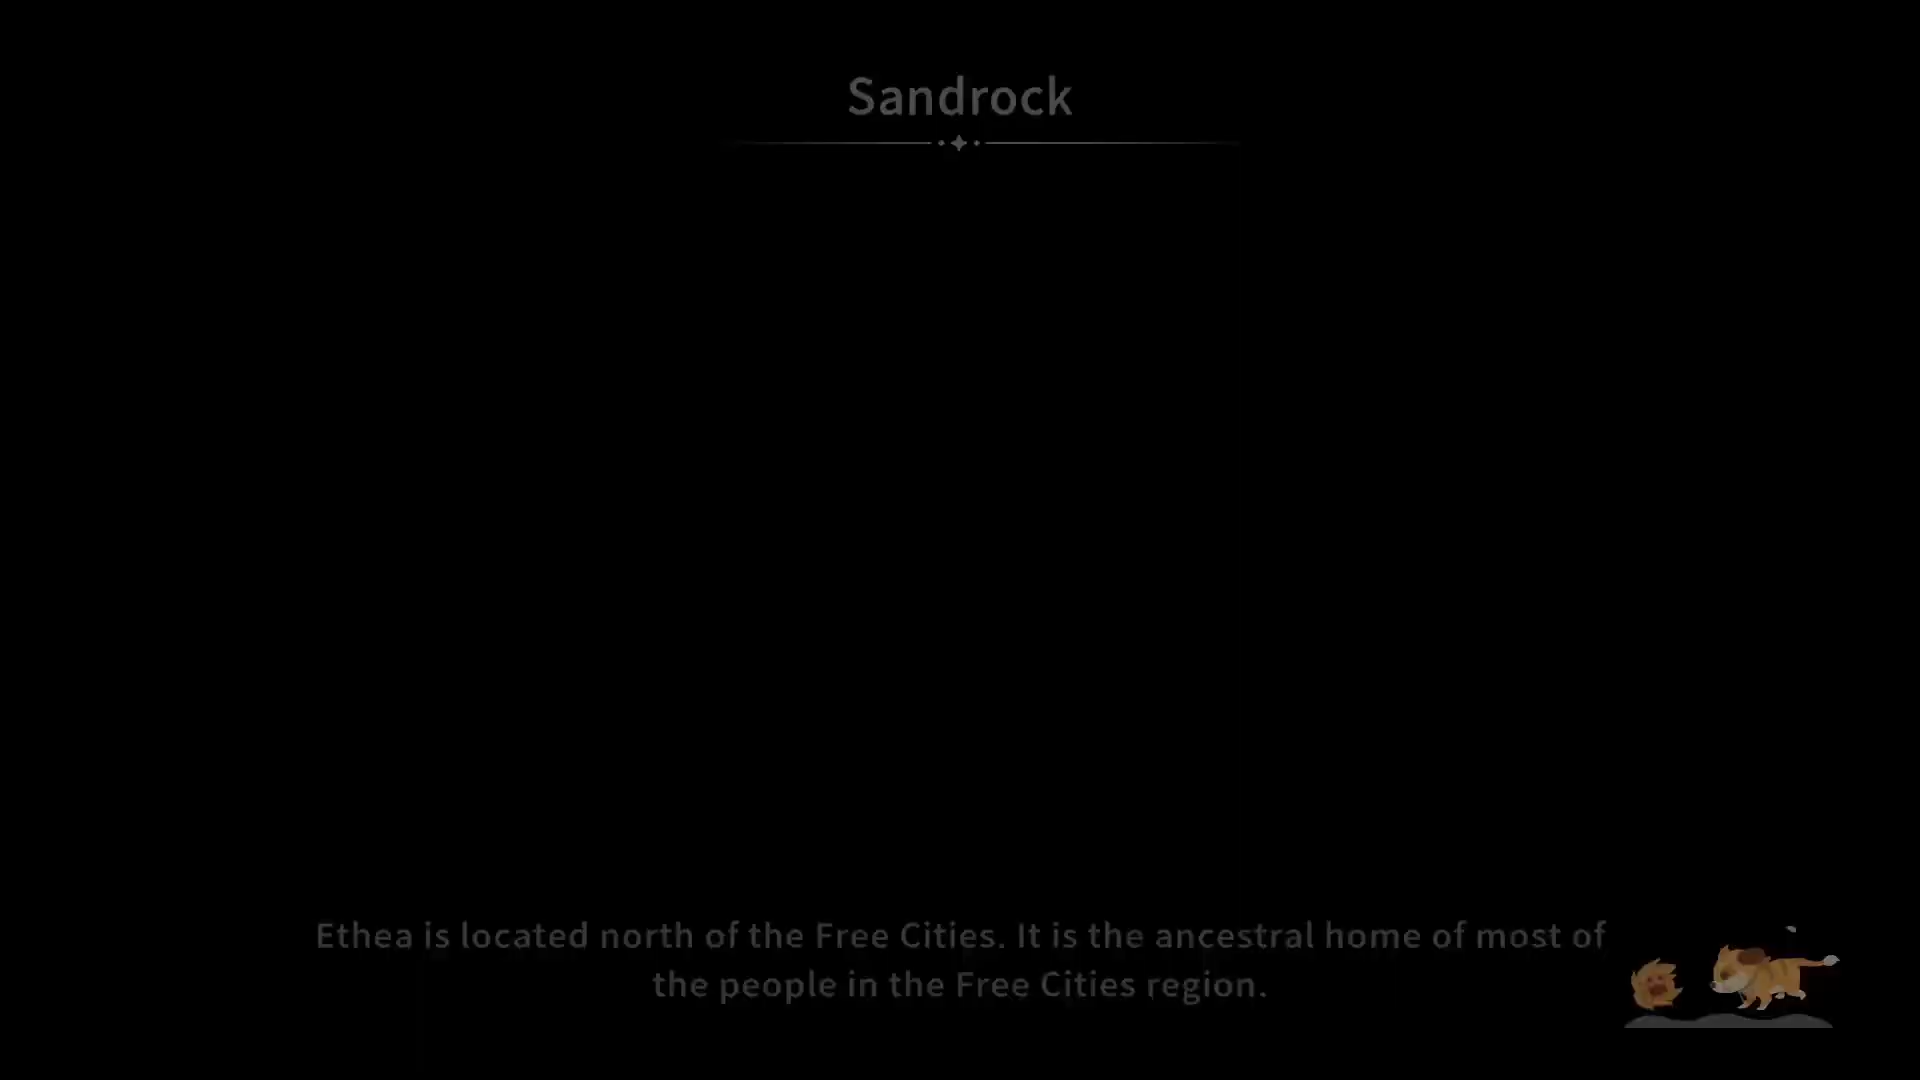 Sandrock
Ethea is located north of the Free Cities. It is the ancestral home of most of
the people in the Free Cities region.